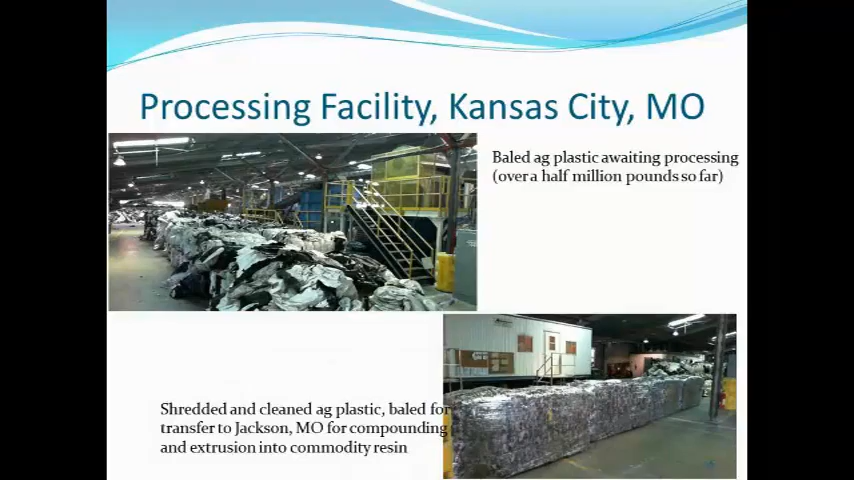 Processing Facility, Kansas City, MO
Baled ag plastic awaiting processing
(over a half million pounds so far)
Shredded and cleaned ag plastic, baled for
transfer to Jackson, MO for compounding
and extrusion into commodity resin